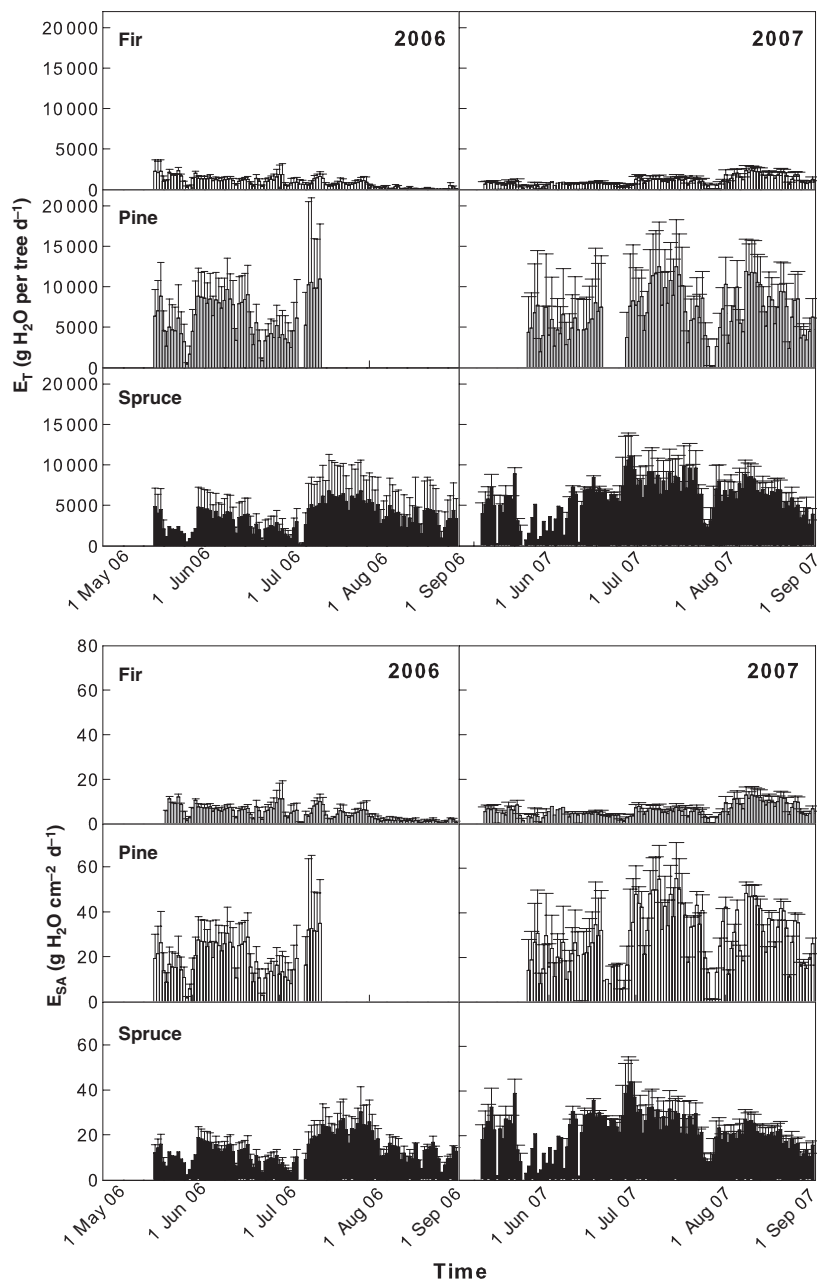 20 000
Fir
2006
2007
15 000
10 000
5000
0
20 000
Pine
15 000
10 000
5000
0
20 000
Spruce
15 000
10 000
5000
0
E_T (g H₂O per tree d⁻¹)
1 May 06
1 Jun 06
1 Jul 06
1 Aug 06
1 Sep 06
1 Jun 07
1 Jul 07
1 Aug 07
1 Sep 07
80
Fir
2006
2007
60
40
20
0
Pine
60
40
20
0
Spruce
60
40
20
0
E_SA (g H₂O cm⁻² d⁻¹)
1 May 06
1 Jun 06
1 Jul 06
1 Aug 06
1 Sep 06
1 Jun 07
1 Jul 07
1 Aug 07
1 Sep 07
Time